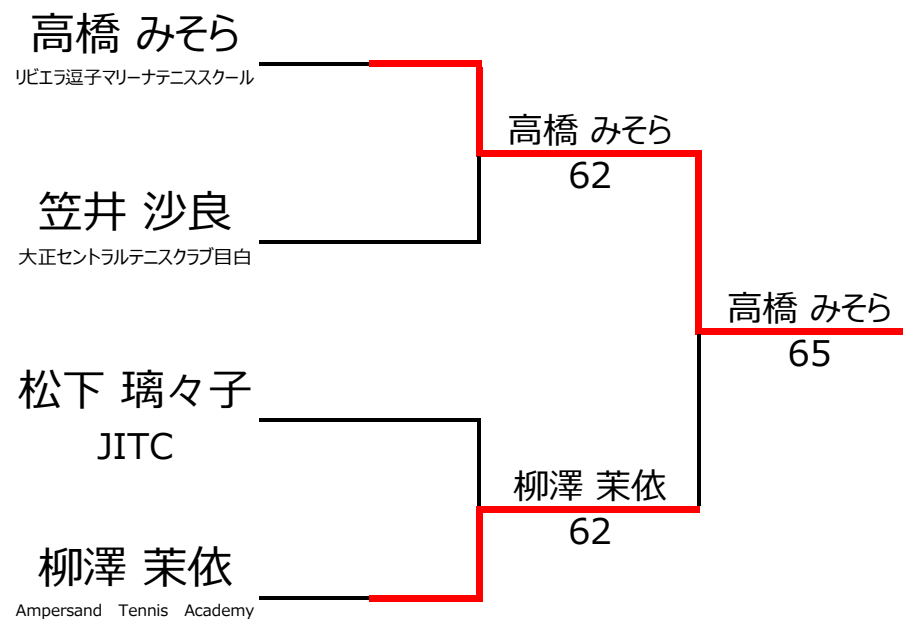 高橋 みそら
リビエラ逗子マリーナテニススクール
笠井 沙良
大正セントラルテニスクラブ目白
松下 璃々子
JITC
柳澤 茉依
Ampersand Tennis Academy
高橋 みそら
62
柳澤 茉依
62
高橋 みそら
65